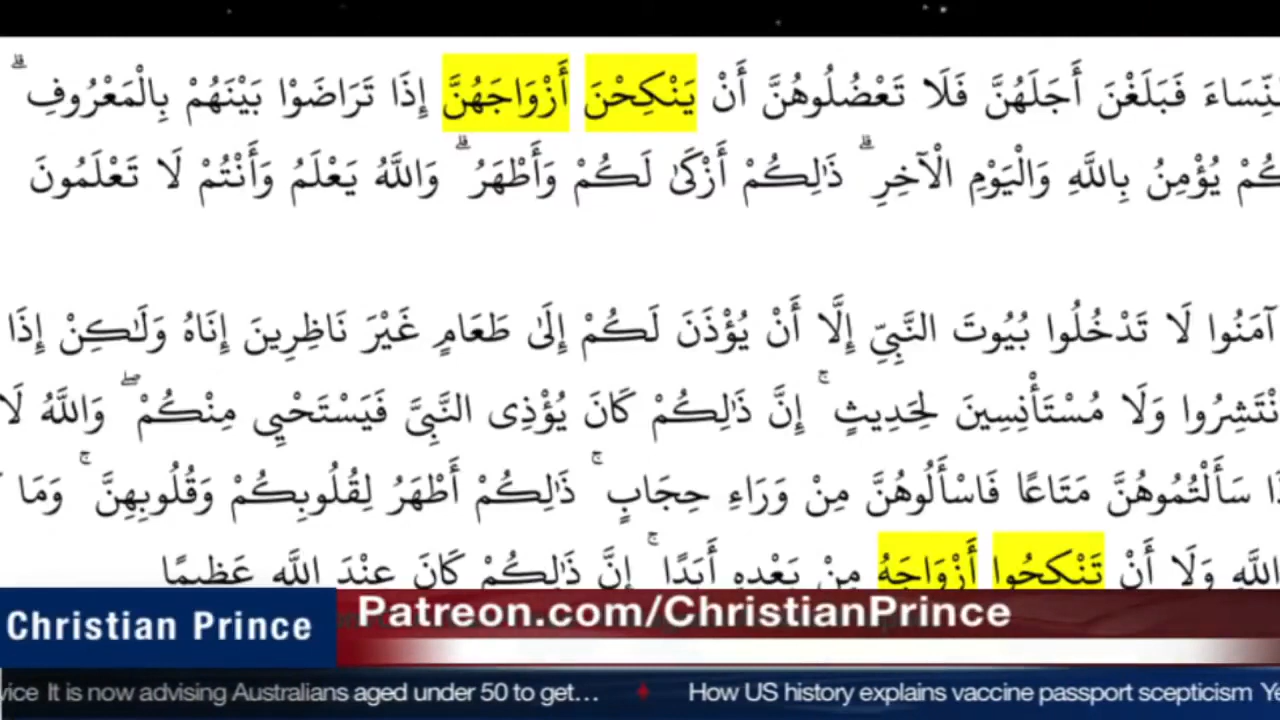 فَبَلَغْنَ أَجَلَهُنَّ فَلَا تَعْضُلُوهُنَّ أَنْ يَنْكِحْنَ أَزْوَاجَهُنَّ إِذَا تَرَاضَوْا بَيْنَهُمْ بِالْمَعْرُوفِ ۗ
يُؤْمِنُ بِاللَّهِ وَالْيَوْمِ الْآخِرِ ۗ ذَٰلِكُمْ أَزْكَىٰ لَكُمْ وَأَطْهَرُ ۗ وَاللَّهُ يَعْلَمُ وَأَنْتُمْ لَا تَعْلَمُونَ
آمَنُوا لَا تَدْخُلُوا بُيُوتَ النَّبِيِّ إِلَّا أَنْ يُؤْذَنَ لَكُمْ إِلَىٰ طَعَامٍ غَيْرَ نَاظِرِينَ إِنَاهُ وَلَٰكِنْ إِذَا
نْتَشِرُوا وَلَا مُسْتَأْنِسِينَ لِحَدِيثٍ ۚ إِنَّ ذَٰلِكُمْ كَانَ يُؤْذِي النَّبِيَّ فَيَسْتَحْيِي مِنْكُمْ ۖ وَاللَّهُ لَا
سَأَلْتُمُوهُنَّ مَتَاعًا فَاسْأَلُوهُنَّ مِنْ وَرَاءِ حِجَابٍ ۚ ذَٰلِكُمْ أَطْهَرُ لِقُلُوبِكُمْ وَقُلُوبِهِنَّ ۚ وَمَا
اللَّهِ وَلَا أَنْ تَنْكِحُوا أَزْوَاجَهُ مِنْ بَعْدِهِ أَبَدًا ۚ إِنَّ ذَٰلِكُمْ كَانَ عِنْدَ اللَّهِ عَظِيمًا
Patreon.com/ChristianPrince
Christian Prince
vice It is now advising Australians aged under 50 to get… ♦ How US history explains vaccine passport scepticism Ye